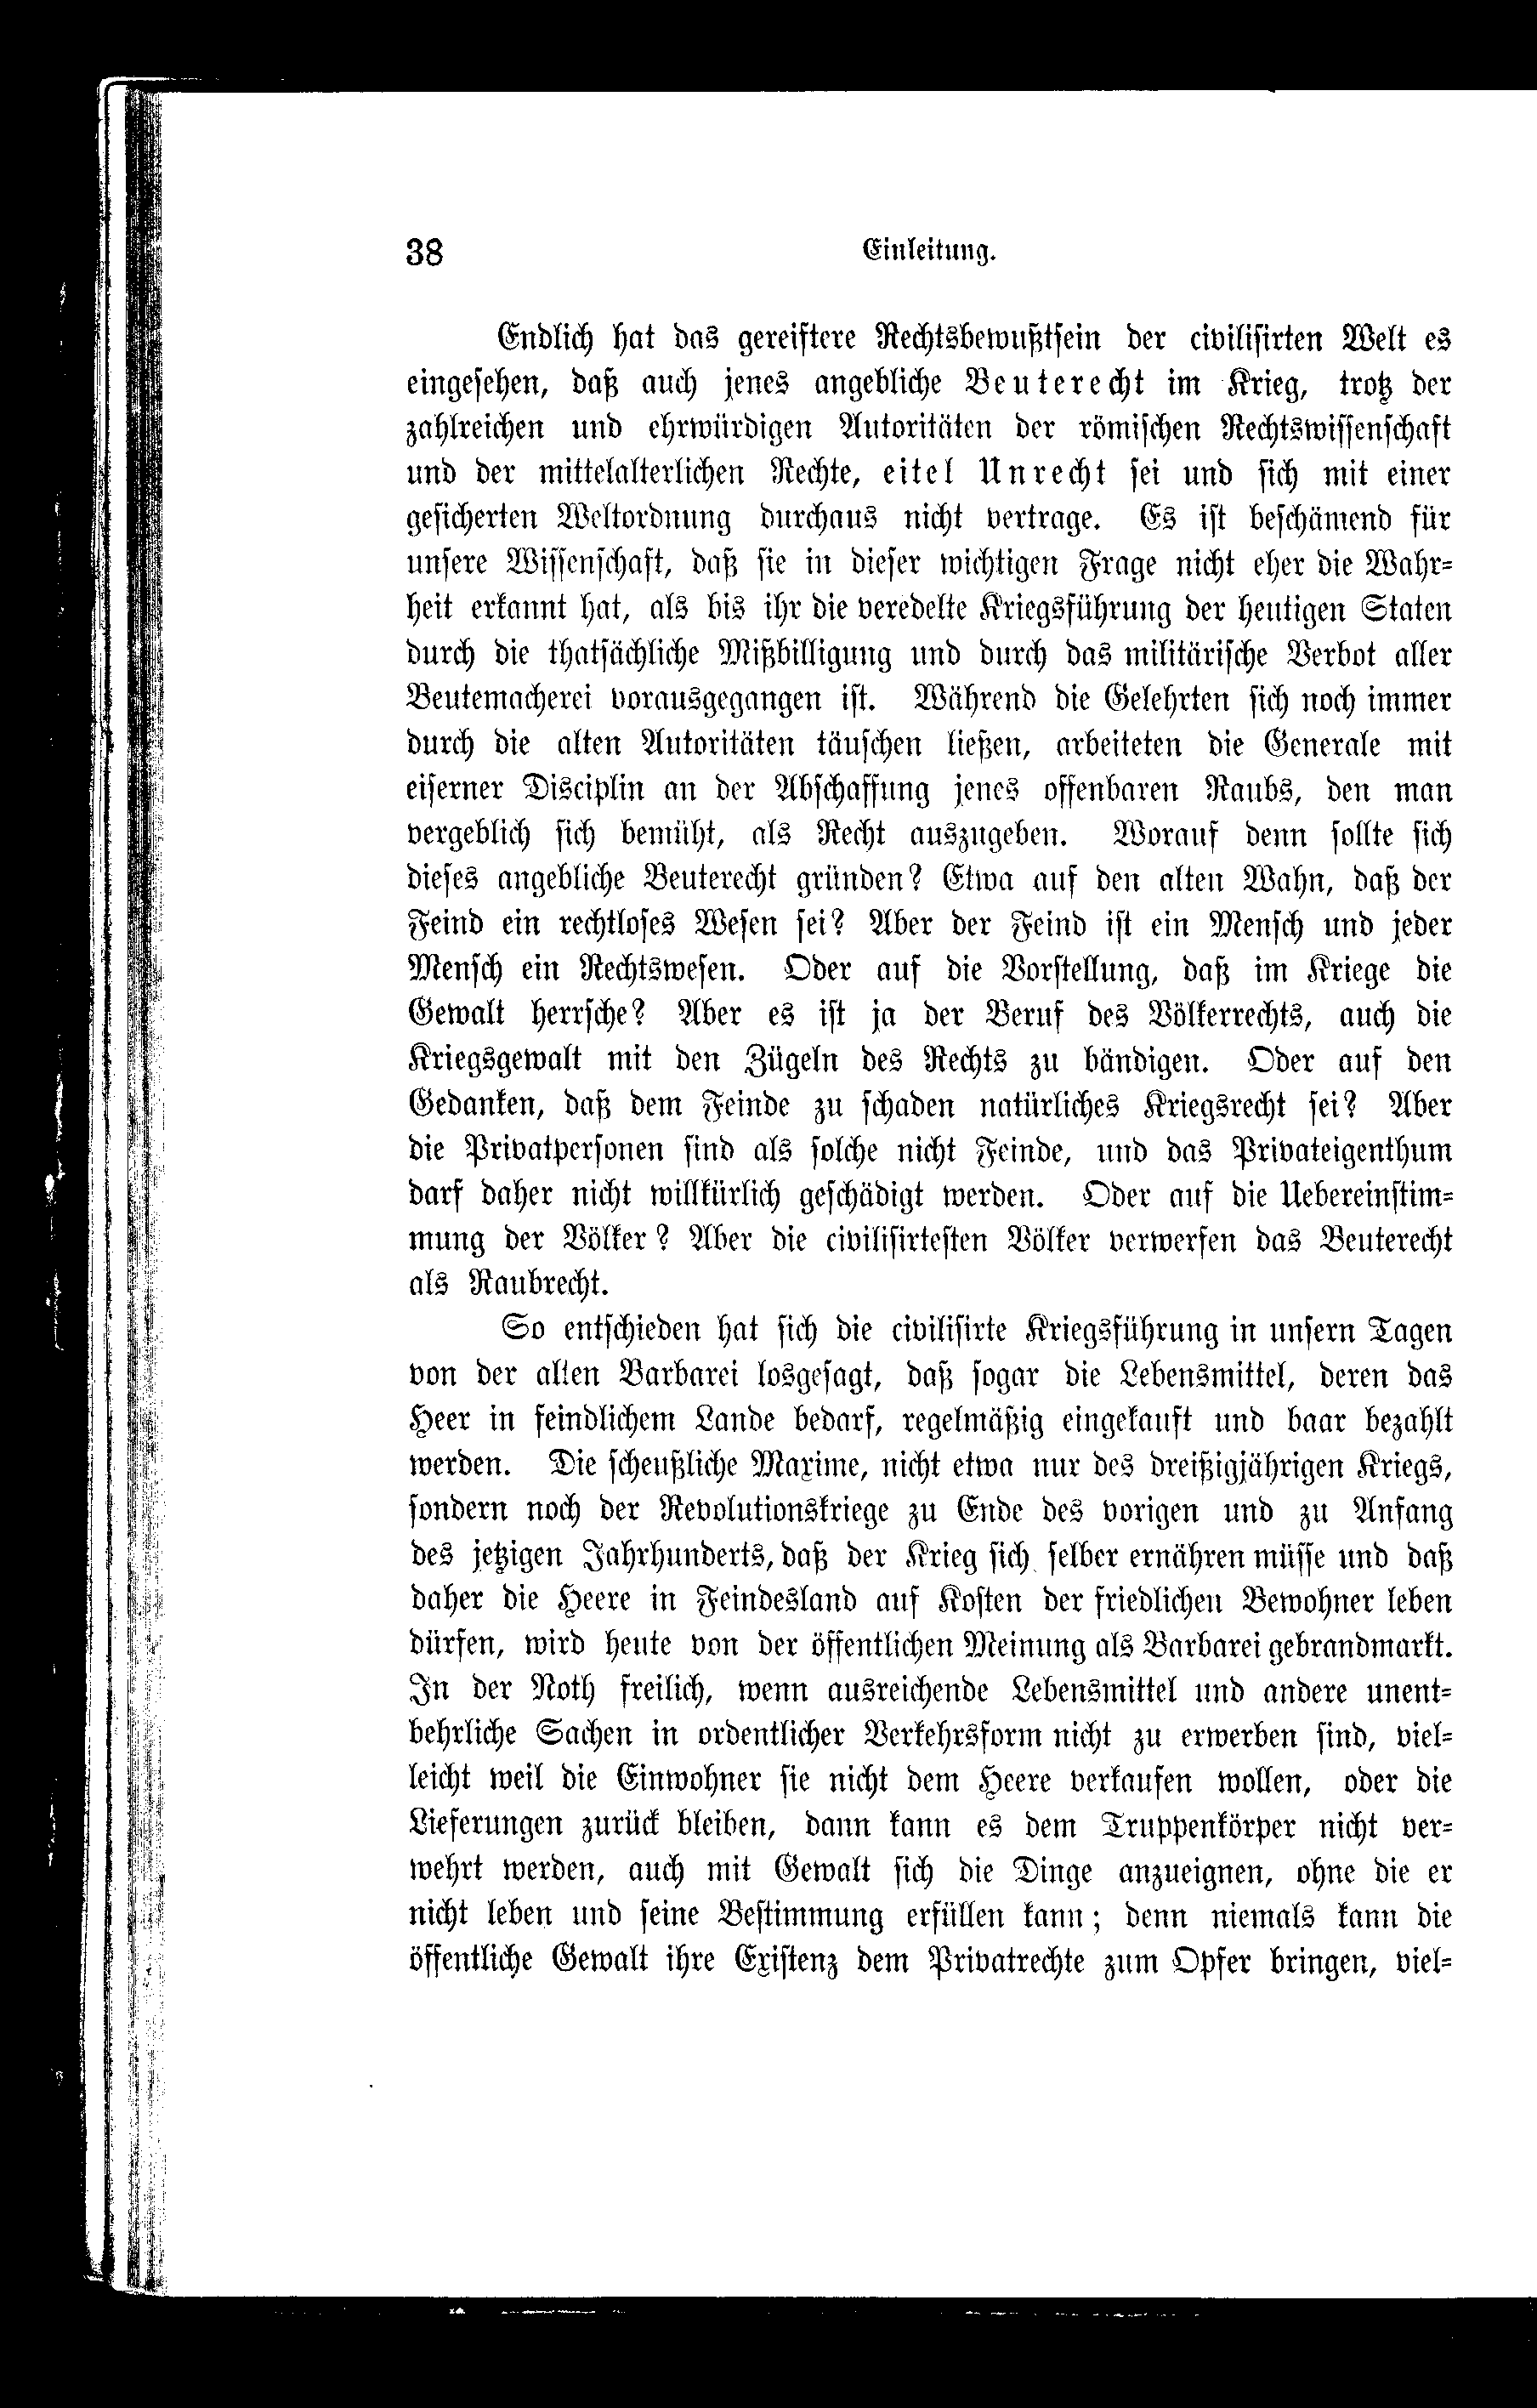 38
Einleitung.
Endlich hat das gereiftere Rechtsbewußtsein der civilisirten Welt es
eingesehen, daß auch jenes angebliche Beuterecht im Krieg, trotz der
zahlreichen und ehrwürdigen Autoritäten der römischen Rechtswissenschaft
und der mittelalterlichen Rechte, eitel Unrecht sei und sich mit einer
gesicherten Weltordnung durchaus nicht vertrage. Es ist beschämend für
unsere Wissenschaft, daß sie in dieser wichtigen Frage nicht eher die Wahr-
heit erkannt hat, als bis ihr die veredelte Kriegsführung der heutigen Staten
durch die thatsächliche Mißbilligung und durch das militärische Verbot aller
Beutemacherei vorausgegangen ist. Während die Gelehrten sich noch immer
durch die alten Autoritäten täuschen ließen, arbeiteten die Generale mit
eiserner Disciplin an der Abschaffung jenes offenbaren Raubs, den man
vergeblich sich bemüht, als Recht auszugeben. Worauf denn sollte sich
dieses angebliche Beuterecht gründen? Etwa auf den alten Wahn, daß der
Feind ein rechtloses Wesen sei? Aber der Feind ist ein Mensch und jeder
Mensch ein Rechtswesen. Oder auf die Vorstellung, daß im Kriege die
Gewalt herrsche? Aber es ist ja der Beruf des Völkerrechts, auch die
Kriegsgewalt mit den Zügeln des Rechts zu bändigen. Oder auf den
Gedanken, daß dem Feinde zu schaden natürliches Kriegsrecht sei? Aber
die Privatpersonen sind als solche nicht Feinde, und das Privateigenthum
darf daher nicht willkürlich geschädigt werden. Oder auf die Uebereinstim-
mung der Völker? Aber die civilisirtesten Völker verwerfen das Beuterecht
als Raubrecht.
So entschieden hat sich die civilisirte Kriegsführung in unsern Tagen
von der alten Barbarei losgesagt, daß sogar die Lebensmittel, deren das
Heer in feindlichem Lande bedarf, regelmäßig eingekauft und baar bezahlt
werden. Die scheußliche Maxime, nicht etwa nur des dreißigjährigen Kriegs,
sondern noch der Revolutionskriege zu Ende des vorigen und zu Anfang
des jetzigen Jahrhunderts, daß der Krieg sich selber ernähren müsse und daß
daher die Heere in Feindesland auf Kosten der friedlichen Bewohner leben
dürfen, wird heute von der öffentlichen Meinung als Barbarei gebrandmarkt.
In der Noth freilich, wenn ausreichende Lebensmittel und andere unent-
behrliche Sachen in ordentlicher Verkehrsform nicht zu erwerben sind, viel-
leicht weil die Einwohner sie nicht dem Heere verkaufen wollen, oder die
Lieferungen zurück bleiben, dann kann es dem Truppenkörper nicht ver-
wehrt werden, auch mit Gewalt sich die Dinge anzueignen, ohne die er
nicht leben und seine Bestimmung erfüllen kann; denn niemals kann die
öffentliche Gewalt ihre Existenz dem Privatrechte zum Opfer bringen, viel-